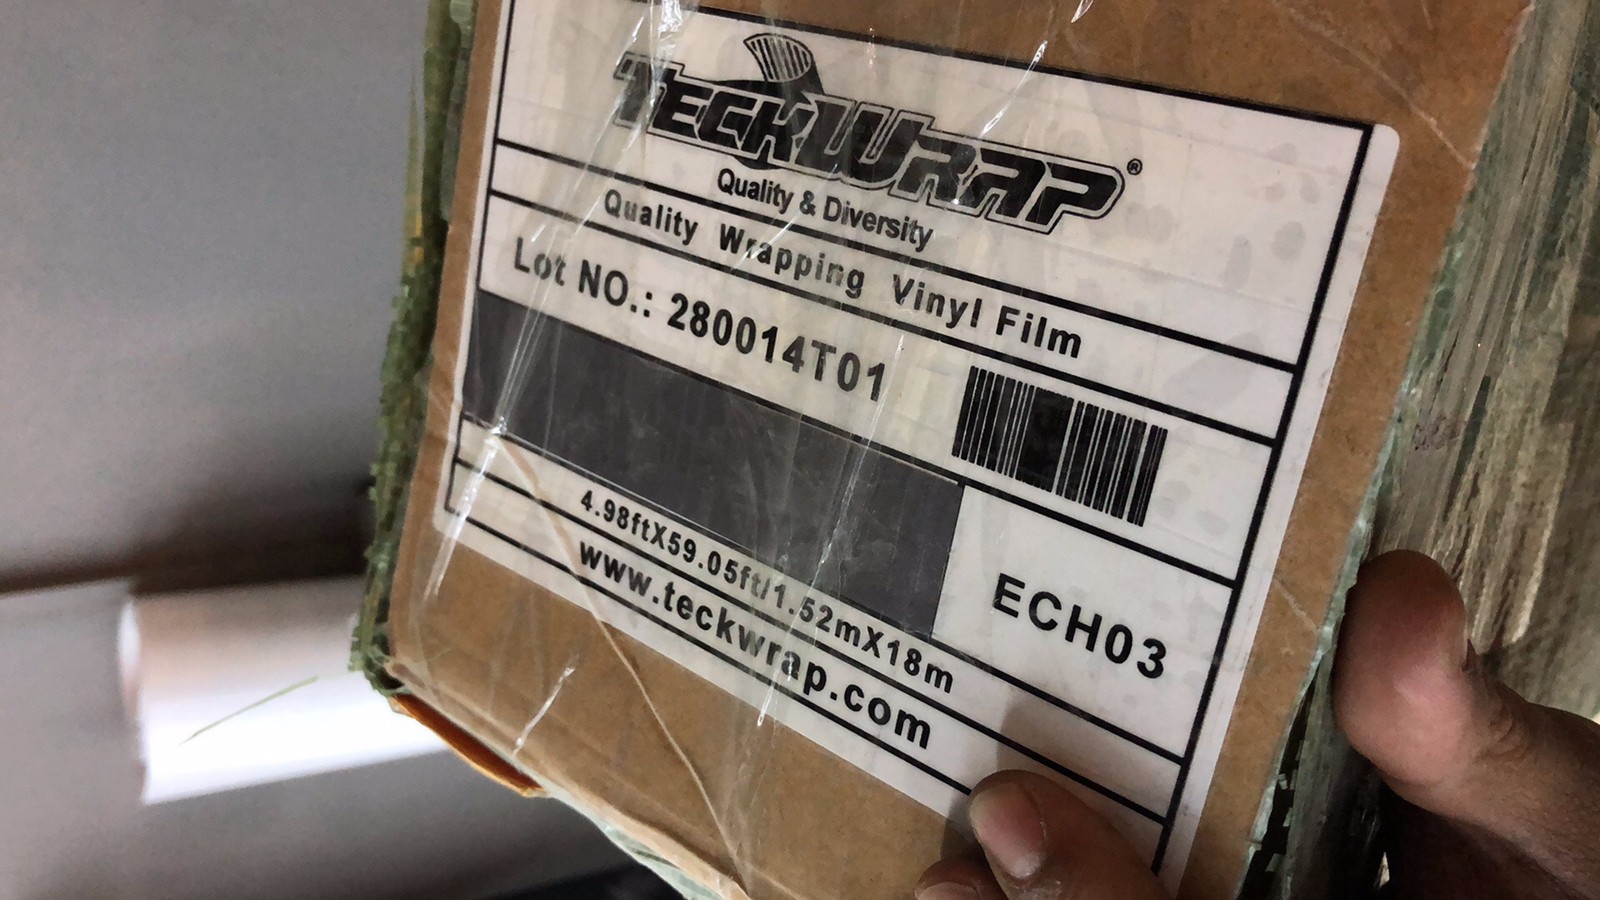 TECKWRAP®
Quality & Diversity
Quality Wrapping Vinyl Film
Lot NO.: 280014T01
ECH03
4.98ftX59.05ft/1.52mX18m
www.teckwrap.com